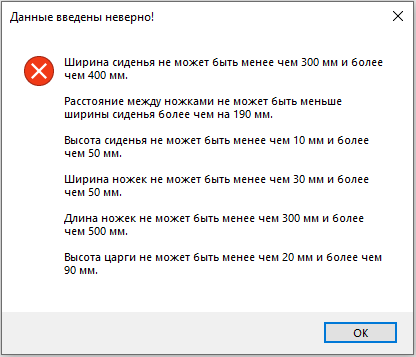 Данные введены неверно!
Ширина сиденья не может быть менее чем 300 мм и более
чем 400 мм.
Расстояние между ножками не может быть меньше
ширины сиденья более чем на 190 мм.
Высота сиденья не может быть менее чем 10 мм и более
чем 50 мм.
Ширина ножек не может быть менее чем 30 мм и более
чем 50 мм.
Длина ножек не может быть менее чем 300 мм и более
чем 500 мм.
Высота царги не может быть менее чем 20 мм и более чем
90 мм.
ОК